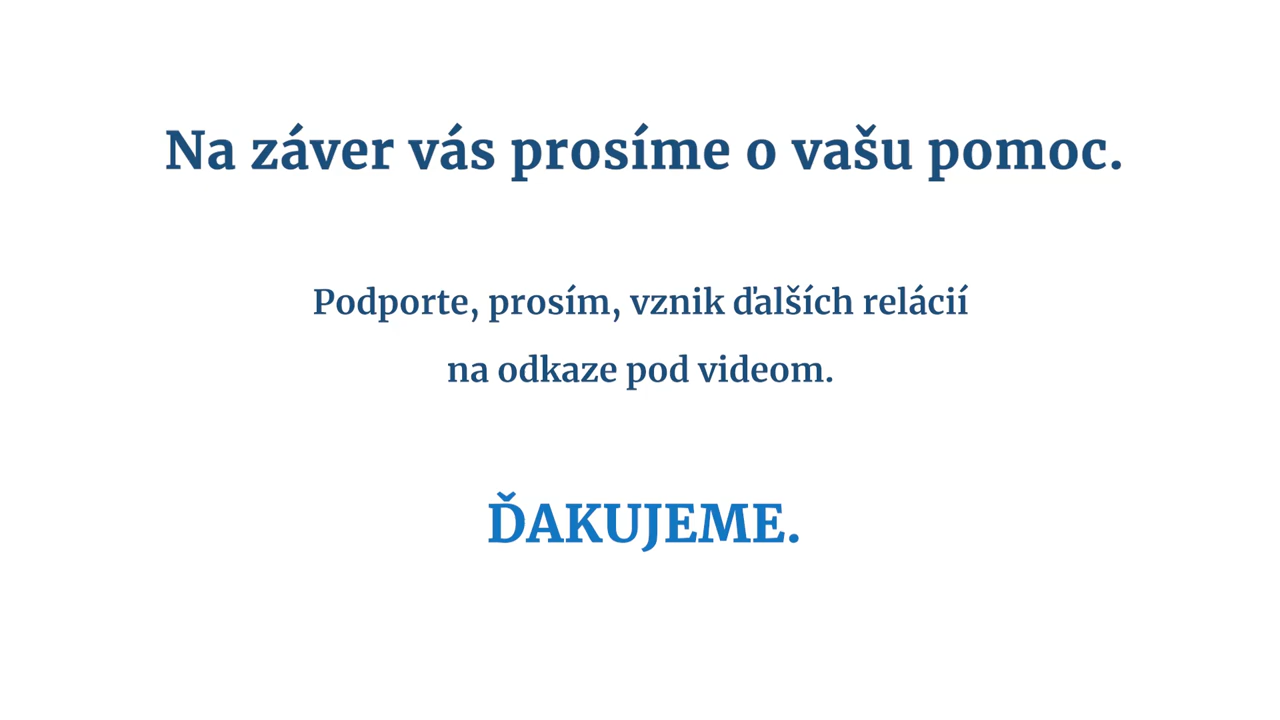 Na záver vás prosíme o vašu pomoc.
Podporte, prosím, vznik ďalších relácií
na odkaze pod videom.
ĎAKUJEME.